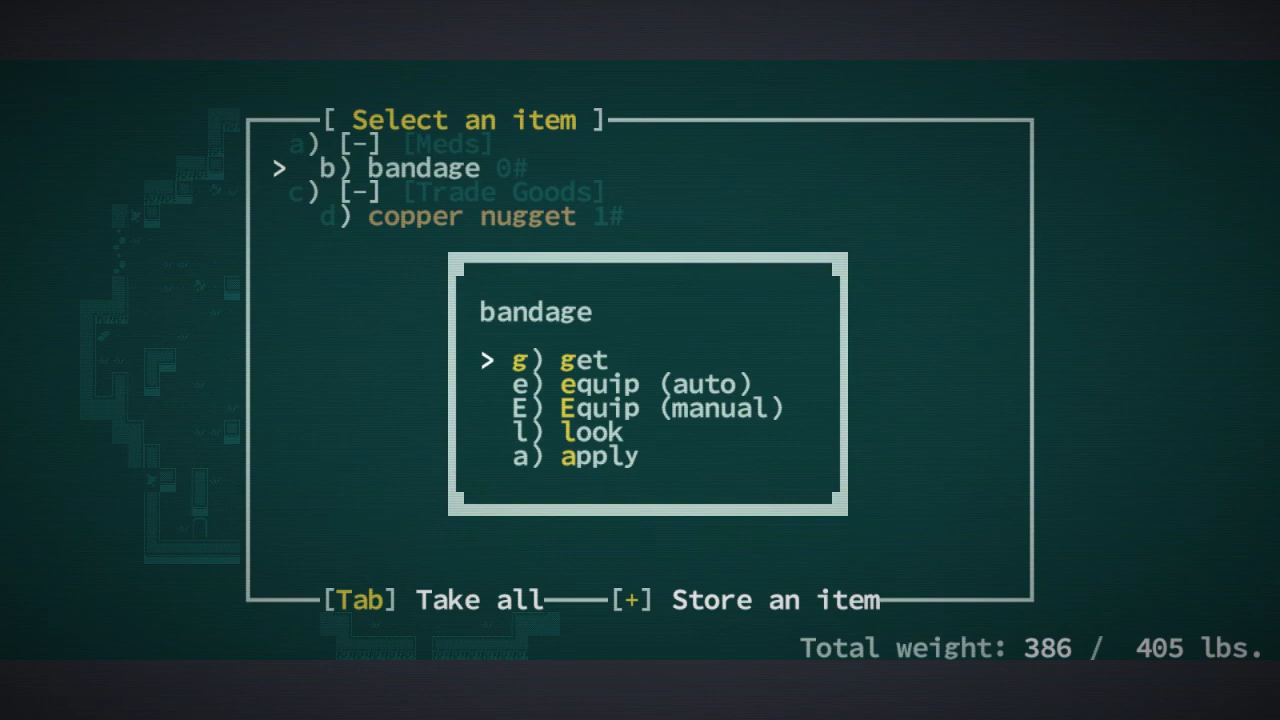 [ Select an item ]
a) [-] [Meds]
> b) bandage 0#
c) [-] [Trade Goods]
d) copper nugget 1#
bandage
> g) get
e) equip (auto)
E) Equip (manual)
l) look
a) apply
[Tab] Take all [+] Store an item
Total weight: 386 / 405 lbs.